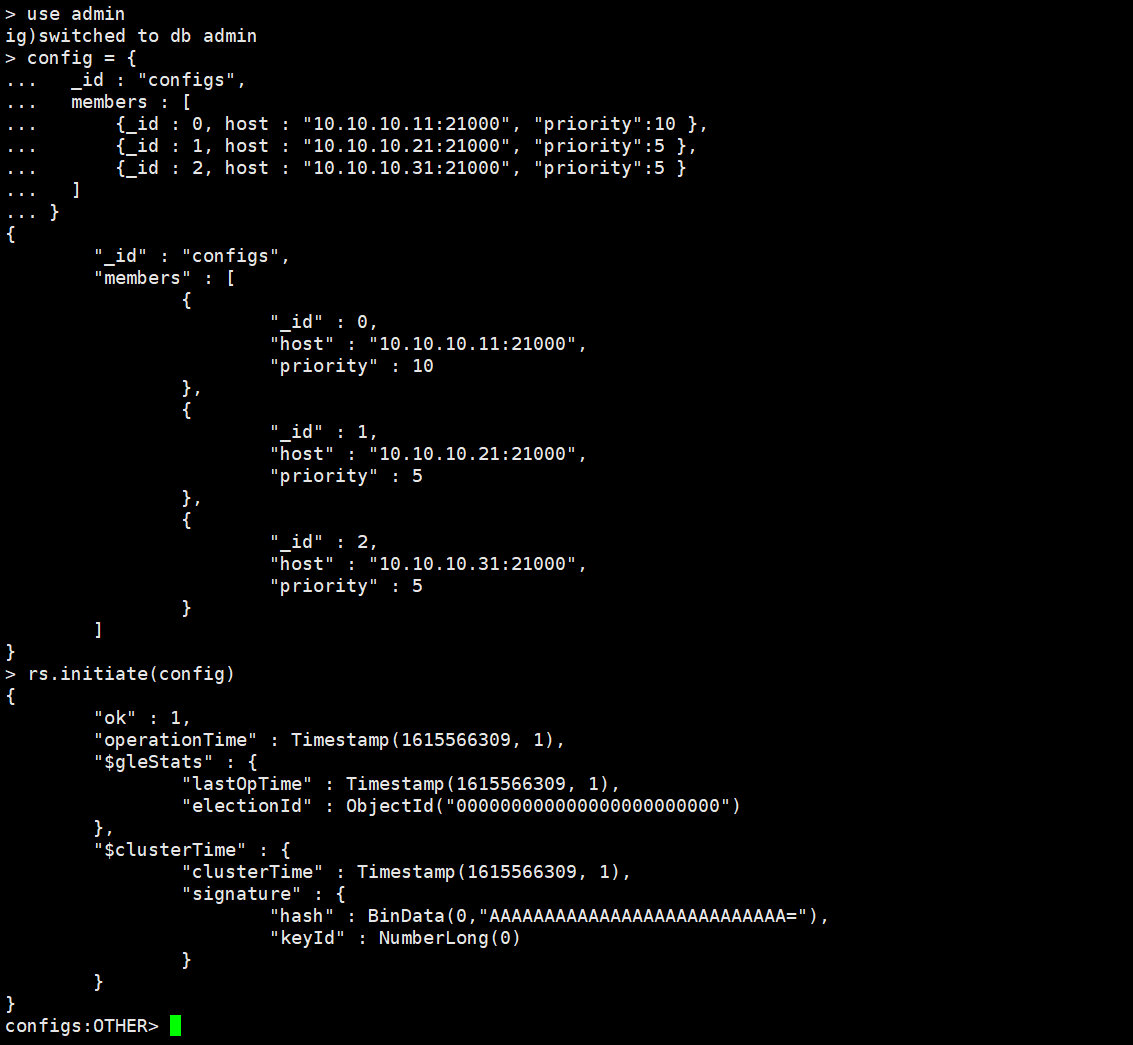 > use admin
ig)switched to db admin
> config = {
...   _id : "configs",
...   members : [
...       {_id : 0, host : "10.10.10.11:21000", "priority":10 },
...       {_id : 1, host : "10.10.10.21:21000", "priority":5 },
...       {_id : 2, host : "10.10.10.31:21000", "priority":5 }
...   ]
... }
{
        "_id" : "configs",
        "members" : [
                {
                        "_id" : 0,
                        "host" : "10.10.10.11:21000",
                        "priority" : 10
                },
                {
                        "_id" : 1,
                        "host" : "10.10.10.21:21000",
                        "priority" : 5
                },
                {
                        "_id" : 2,
                        "host" : "10.10.10.31:21000",
                        "priority" : 5
                }
        ]
}
> rs.initiate(config)
{
        "ok" : 1,
        "operationTime" : Timestamp(1615566309, 1),
        "$gleStats" : {
                "lastOpTime" : Timestamp(1615566309, 1),
                "electionId" : ObjectId("000000000000000000000000")
        },
        "$clusterTime" : {
                "clusterTime" : Timestamp(1615566309, 1),
                "signature" : {
                        "hash" : BinData(0,"AAAAAAAAAAAAAAAAAAAAAAAAAAA="),
                        "keyId" : NumberLong(0)
                }
        }
}
configs:OTHER>